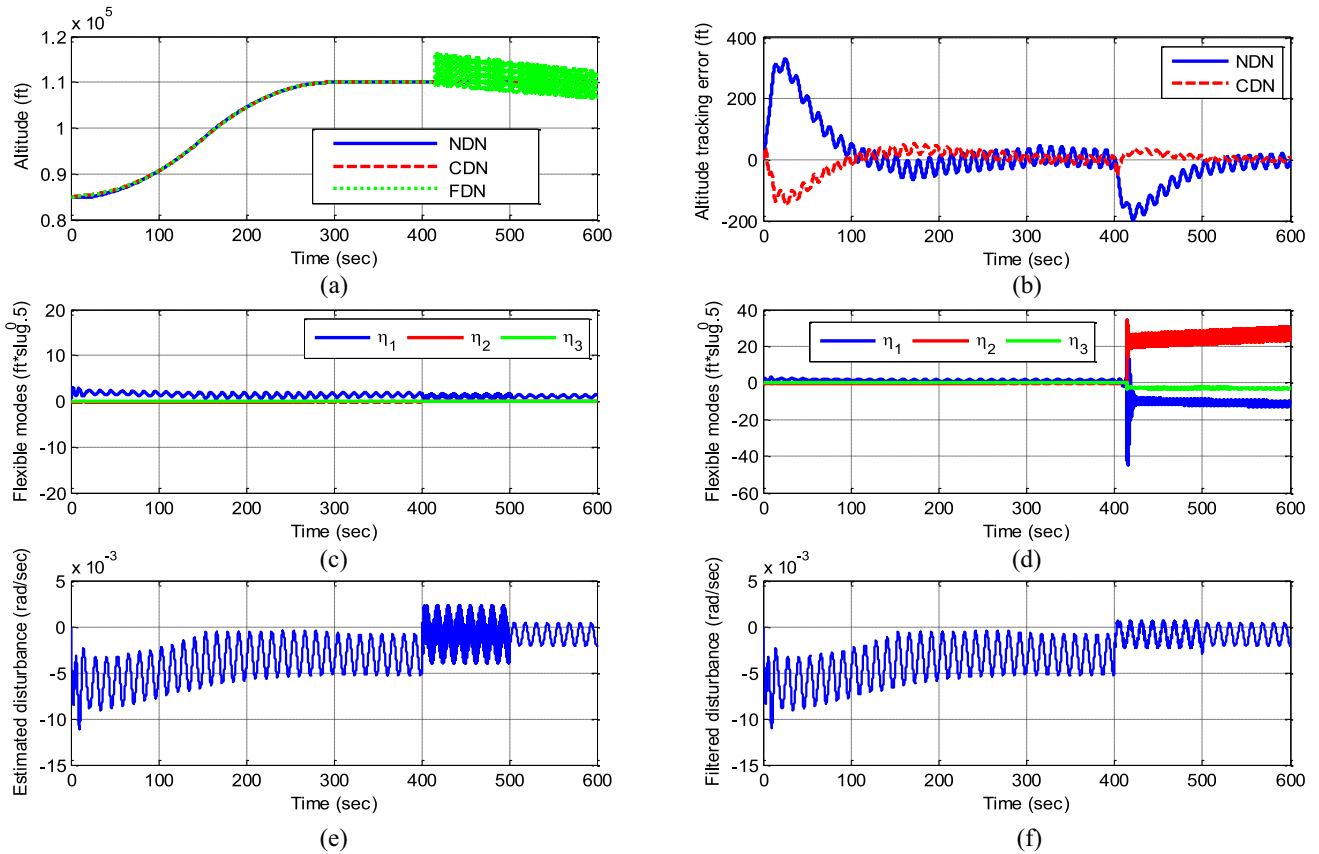 x 10^5
1.2
1.1
1
0.9
0.8
Altitude (ft)
NDN
CDN
FDN
0 100 200 300 400 500 600
Time (sec)
(a)
400
200
0
-200
Altitude tracking error (ft)
NDN
CDN
0 100 200 300 400 500 600
Time (sec)
(b)
20
10
0
-10
-20
Flexible modes (ft*slug^0.5)
η_1 η_2 η_3
0 100 200 300 400 500 600
Time (sec)
(c)
40
20
0
-20
-40
-60
Flexible modes (ft*slug^0.5)
η_1 η_2 η_3
0 100 200 300 400 500 600
Time (sec)
(d)
x 10^-3
5
0
-5
-10
-15
Estimated disturbance (rad/sec)
0 100 200 300 400 500 600
Time (sec)
(e)
x 10^-3
5
0
-5
-10
-15
Filtered disturbance (rad/sec)
0 100 200 300 400 500 600
Time (sec)
(f)